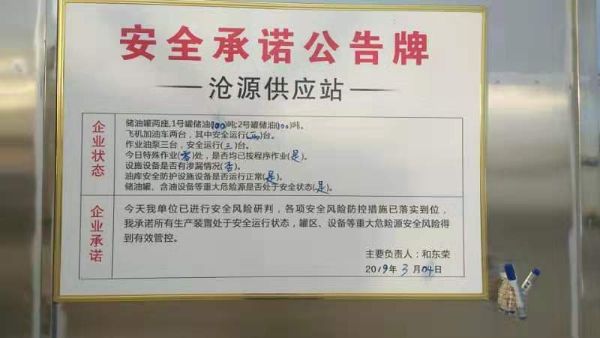 安全承诺公告牌
沧源供应站
企业状态
储油罐两座,1号罐储油(100)吨;2号罐储油(100)吨。
飞机加油车两台，其中安全运行(两)台。
作业油泵三台，安全运行(三)台。
今日特殊作业(零)处，是否均已按程序作业(是)。
设施设备是否有渗漏情况(否)。
油库安全防护设施设备是否运行正常(是)。
储油罐、含油设备等重大危险源是否处于安全状态(是)。
企业承诺
今天我单位已进行安全风险研判，各项安全风险防控措施已落实到位，
我承诺所有生产装置处于安全运行状态，罐区、设备等重大危险源安全风险得
到有效管控。
主要负责人：和东荣
2019年3月04日